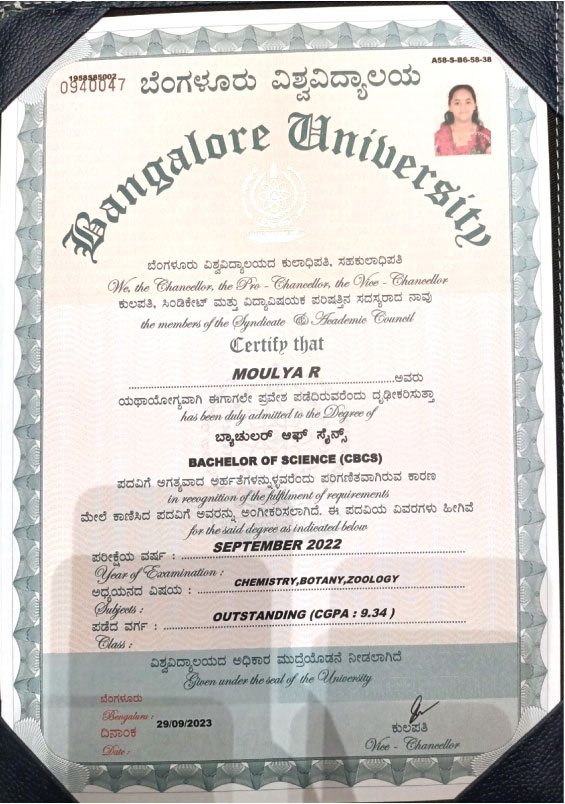 A58-S-B6-58-38
1958585002
0940047
ಬೆಂಗಳೂರು ವಿಶ್ವವಿದ್ಯಾಲಯ
Bangalore University
ಬೆಂಗಳೂರು ವಿಶ್ವವಿದ್ಯಾಲಯದ ಕುಲಾಧಿಪತಿ, ಸಹಕುಲಾಧಿಪತಿ
We, the Chancellor, the Pro - Chancellor, the Vice - Chancellor
ಕುಲಪತಿ, ಸಿಂಡಿಕೇಟ್ ಮತ್ತು ವಿದ್ಯಾವಿಷಯಕ ಪರಿಷತ್ತಿನ ಸದಸ್ಯರಾದ ನಾವು
the members of the Syndicate & Academic Council
Certify that
MOULYA R
ಅವರು
ಯಥಾಯೋಗ್ಯವಾಗಿ ಈಗಾಗಲೇ ಪ್ರವೇಶ ಪಡೆದಿರುವರೆಂದು ದೃಢೀಕರಿಸುತ್ತಾ
has been duly admitted to the Degree of
ಬ್ಯಾಚುಲರ್ ಆಫ್ ಸೈನ್ಸ್
BACHELOR OF SCIENCE (CBCS)
ಪದವಿಗೆ ಅಗತ್ಯವಾದ ಅರ್ಹತೆಗಳನ್ನುಳ್ಳವರೆಂದು ಪರಿಗಣಿತವಾಗಿರುವ ಕಾರಣ
in recognition of the fulfilment of requirements
ಮೇಲೆ ಕಾಣಿಸಿದ ಪದವಿಗೆ ಅವರನ್ನು ಅಂಗೀಕರಿಸಲಾಗಿದೆ. ಈ ಪದವಿಯ ವಿವರಗಳು ಹೀಗಿವೆ
for the said degree as indicated below
ಪರೀಕ್ಷೆಯ ವರ್ಷ : SEPTEMBER 2022
Year of Examination :
ಅಧ್ಯಯನದ ವಿಷಯ : CHEMISTRY,BOTANY,ZOOLOGY
Subjects :
ಪಡೆದ ವರ್ಗ : OUTSTANDING (CGPA : 9.34 )
Class :
ವಿಶ್ವವಿದ್ಯಾಲಯದ ಅಧಿಕಾರ ಮುದ್ರೆಯೊಡನೆ ನೀಡಲಾಗಿದೆ
Given under the seal of the University
ಬೆಂಗಳೂರು
Bengaluru :
ದಿನಾಂಕ 29/09/2023
Date :
ಕುಲಪತಿ
Vice - Chancellor